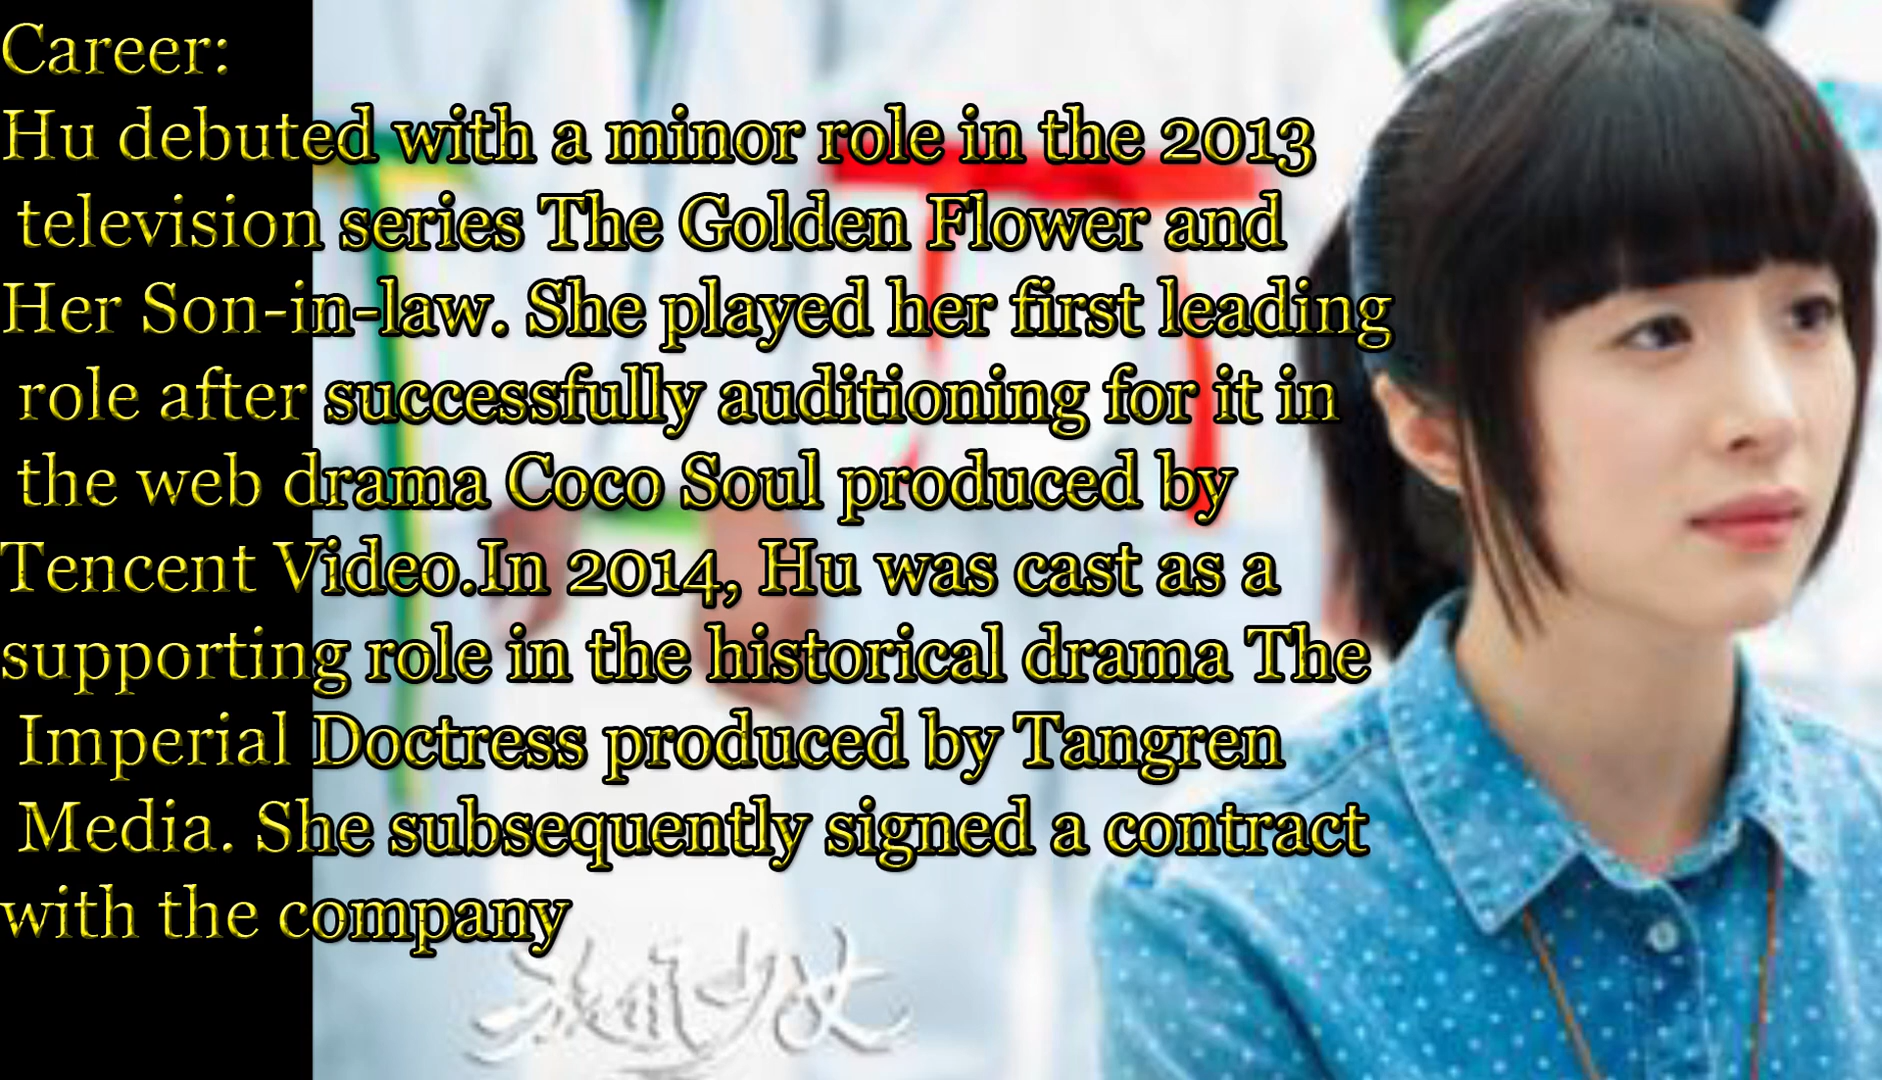 Career:
Hu debuted with a minor role in the 2013
television series The Golden Flower and
Her Son-in-law. She played her first leading
role after successfully auditioning for it in
the web drama Coco Soul produced by
Tencent Video.In 2014, Hu was cast as a
supporting role in the historical drama The
Imperial Doctress produced by Tangren
Media. She subsequently signed a contract
with the company